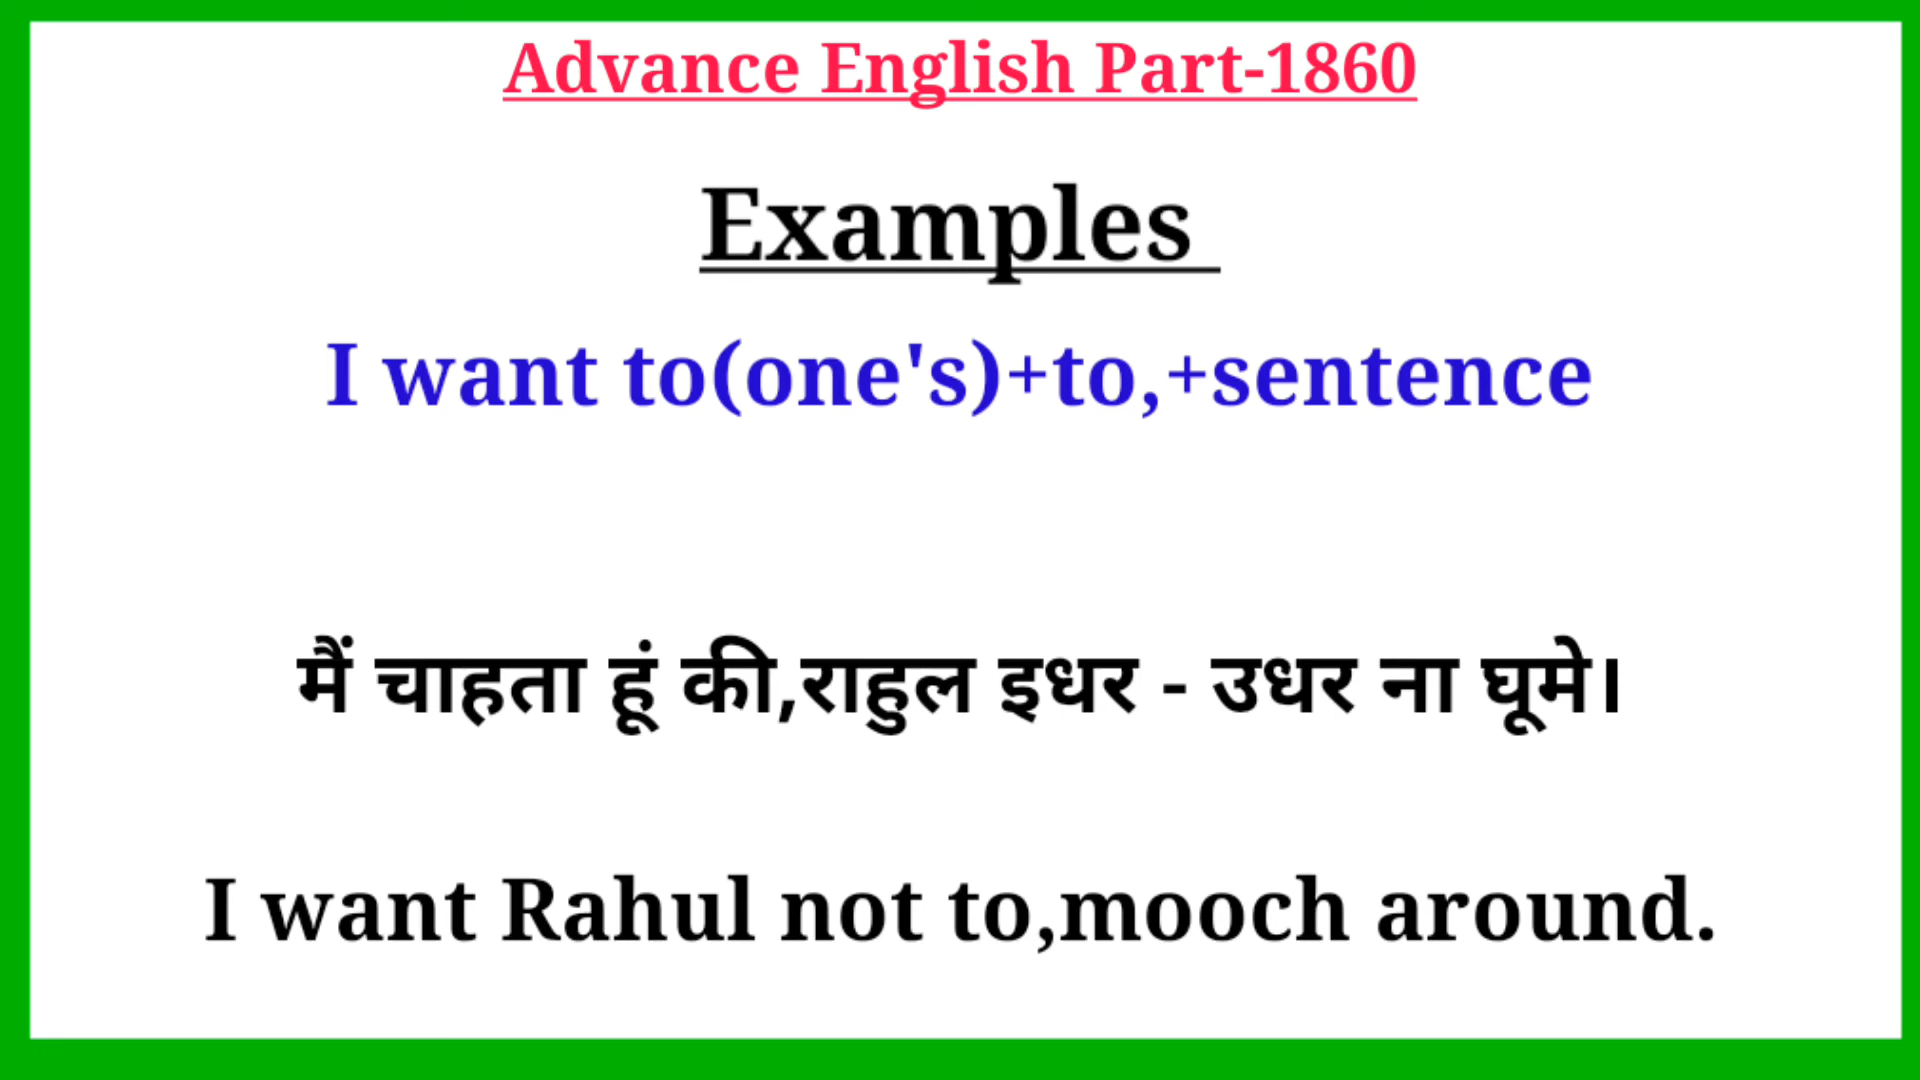 Advance English Part-1860
Examples
I want to(one's)+to,+sentence
मैं चाहता हूं की,राहुल इधर - उधर ना घूमे।
I want Rahul not to,mooch around.